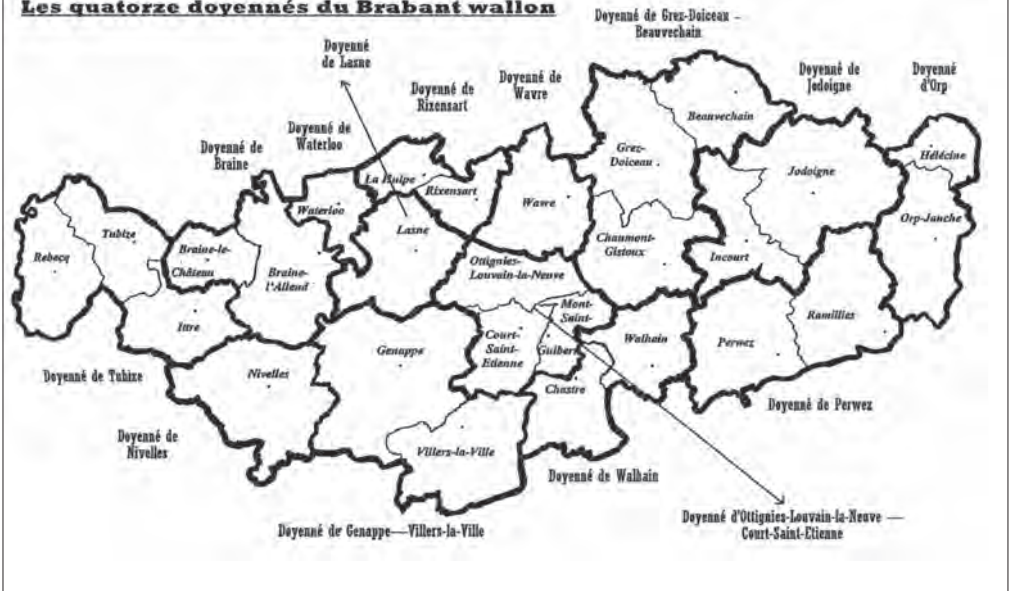 Les quatorze doyennés du Brabant wallon
Doyenné de Grez-Doiceau –
Beauvechain
Doyenné
de Lasne
Doyenné de
Rixensart
Doyenné de
Wavre
Doyenné de
Jodoigne
Doyenné
d'Orp
Doyenné de
Waterloo
Doyenné de
Braine
Beauvechain
Grez-
Doiceau
Hélécine
Jodoigne
La Hulpe
Rixensart
Wavre
Waterloo
Lasne
Orp-Jauche
Tubize
Rebecq
Braine-le-
Château
Braine-
l'Alleud
Chaumont-
Gistoux
Incourt
Ottignies-
Louvain-la-Neuve
Ittre
Mont-
Saint-
Guibert
Ramillies
Court-
Saint-
Etienne
Walhain
Perwez
Genappe
Nivelles
Chastre
Villers-la-Ville
Doyenné de Tubize
Doyenné de Perwez
Doyenné de
Nivelles
Doyenné de Walhain
Doyenné de Genappe—Villers-la-Ville
Doyenné d'Ottignies-Louvain-la-Neuve —
Court-Saint-Etienne